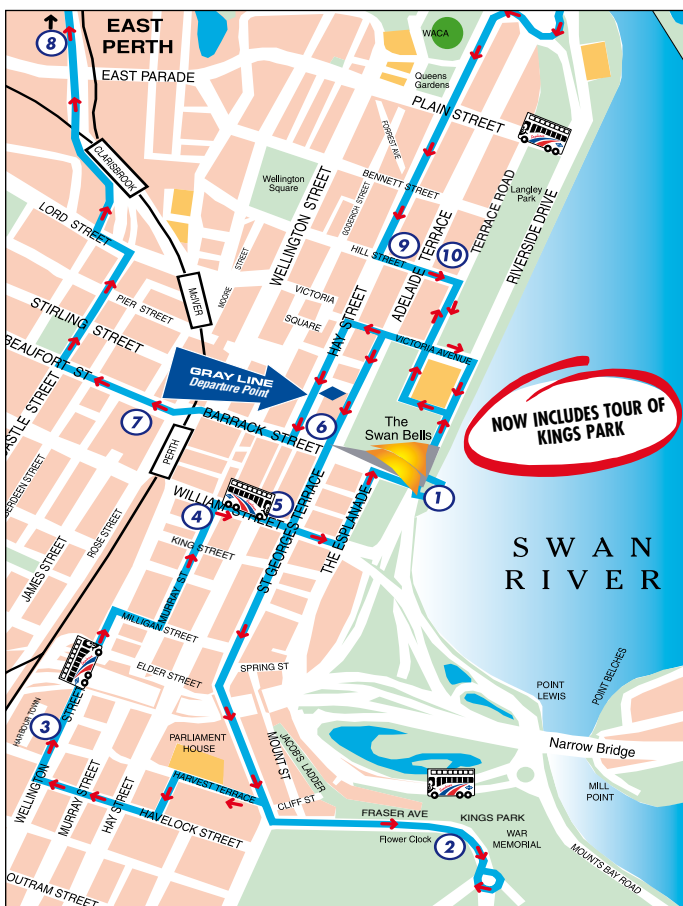 8
EAST
PERTH
EAST PARADE
WACA
Queens
Gardens
PLAIN STREET
FORREST AVE
CLAISBROOK
Wellington
Square
WELLINGTON STREET
BENNETT STREET
GODERICH STREET
Langley
Park
TERRACE ROAD
RIVERSIDE DRIVE
LORD STREET
9
10
HILL STREET
ADELAIDE TERRACE
McIVER
MOORE
STREET
PIER STREET
VICTORIA
SQUARE
HAY STREET
VICTORIA AVENUE
STIRLING STREET
BEAUFORT ST
GRAY LINE
Departure Point
NOW INCLUDES TOUR OF
KINGS PARK
7
BARRACK STREET
6
The
Swan Bells
CASTLE STREET
PERTH
1
ABERDEEN STREET
ROSE STREET
JAMES STREET
WILLIAM STREET
5
4
KING STREET
ST GEORGES TERRACE
THE ESPLANADE
SWAN
RIVER
MURRAY ST
MILLIGAN STREET
ELDER STREET
SPRING ST
POINT
LEWIS
POINT BELCHES
HARBOUR TOWN
3
WELLINGTON STREET
PARLIAMENT
HOUSE
MOUNT ST
JACOB'S LADDER
Narrow Bridge
MURRAY STREET
HAY STREET
HARVEST TERRACE
HAVELOCK STREET
CLIFF ST
MILL
POINT
FRASER AVE
KINGS PARK
Flower Clock
2
WAR
MEMORIAL
MOUNTS BAY ROAD
OUTRAM STREET